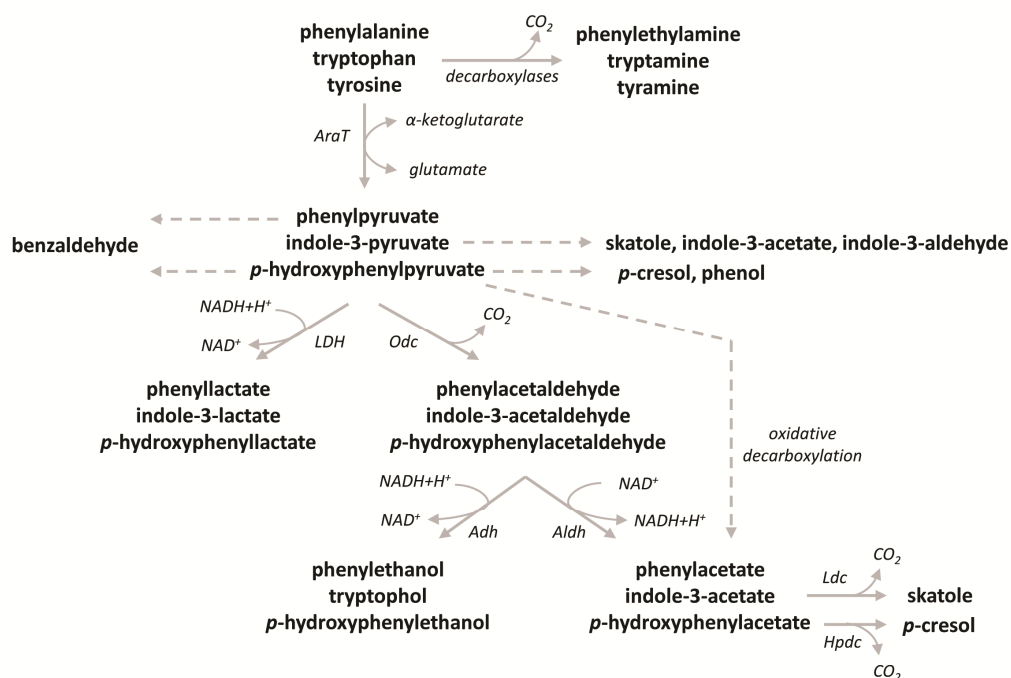 phenylalanine
tryptophan
tyrosine
CO2
decarboxylases
phenylethylamine
tryptamine
tyramine
AraT
α-ketoglutarate
glutamate
benzaldehyde
phenylpyruvate
indole-3-pyruvate
p-hydroxyphenylpyruvate
skatole, indole-3-acetate, indole-3-aldehyde
p-cresol, phenol
NADH+H+
NAD+
LDH
Odc
CO2
phenyllactate
indole-3-lactate
p-hydroxyphenyllactate
phenylacetaldehyde
indole-3-acetaldehyde
p-hydroxyphenylacetaldehyde
oxidative
decarboxylation
NADH+H+
NAD+
Adh
NAD+
NADH+H+
Aldh
phenylethanol
tryptophol
p-hydroxyphenylethanol
phenylacetate
indole-3-acetate
p-hydroxyphenylacetate
Ldc
CO2
skatole
p-cresol
Hpdc
CO2